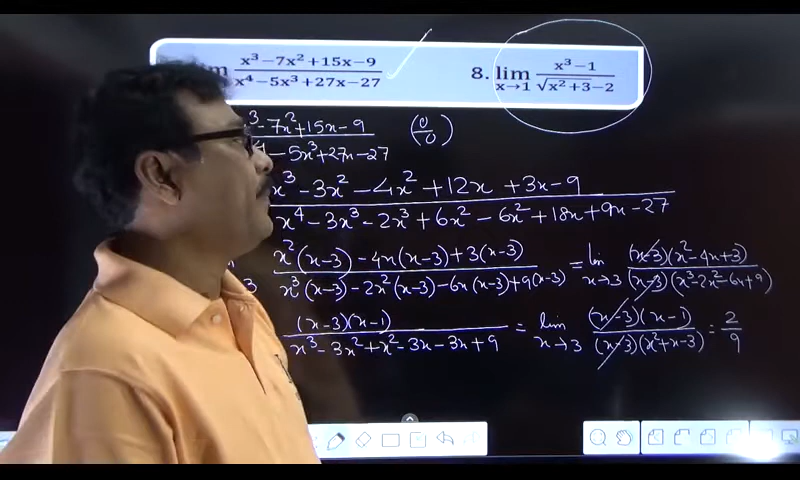 x³ − 7x² + 15x − 9 / x⁴ − 5x³ + 27x − 27
8. lim x→1 x³ − 1 / √x² + 3 − 2
³ − 7x² + 15x − 9 / 4 − 5x³ + 27x − 27 (0/0)
x³ − 3x² − 4x² + 12x + 3x − 9 / x⁴ − 3x³ − 2x³ + 6x² − 6x² + 18x + 9x − 27
x²(x−3) − 4x(x−3) + 3(x−3) / x³(x−3) − 2x²(x−3) − 6x(x−3) + 9(x−3) = lim x→3 (x−3)(x² − 4x + 3) / (x−3)(x³ − 2x² − 6x + 9)
(x−3)(x−1) / x³ − 3x² + x² − 3x − 3x + 9 = lim x→3 (x−3)(x−1) / (x−3)(x² + x − 3) = 2/9